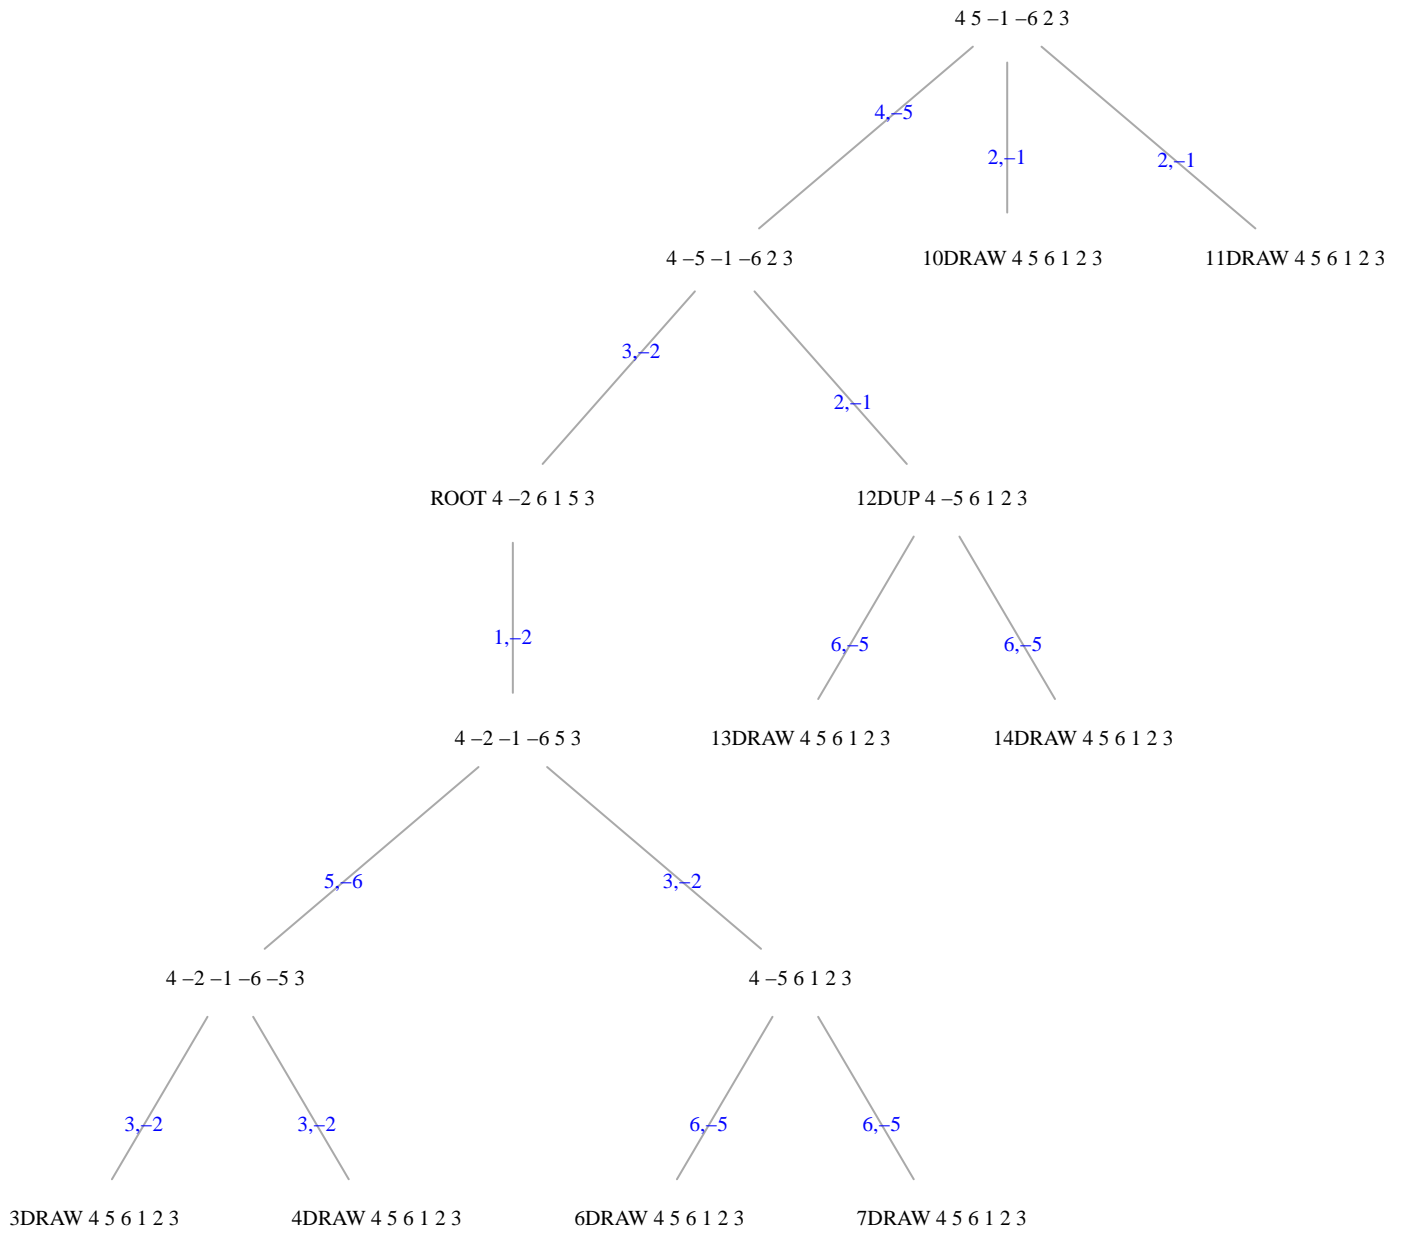 4 5 –1 –6 2 3
4,–5
2,–1
2,–1
4 –5 –1 –6 2 3
10DRAW 4 5 6 1 2 3
11DRAW 4 5 6 1 2 3
3,–2
2,–1
ROOT 4 –2 6 1 5 3
12DUP 4 –5 6 1 2 3
1,–2
6,–5
6,–5
4 –2 –1 –6 5 3
13DRAW 4 5 6 1 2 3
14DRAW 4 5 6 1 2 3
5,–6
3,–2
4 –2 –1 –6 –5 3
4 –5 6 1 2 3
3,–2
3,–2
6,–5
6,–5
3DRAW 4 5 6 1 2 3
4DRAW 4 5 6 1 2 3
6DRAW 4 5 6 1 2 3
7DRAW 4 5 6 1 2 3